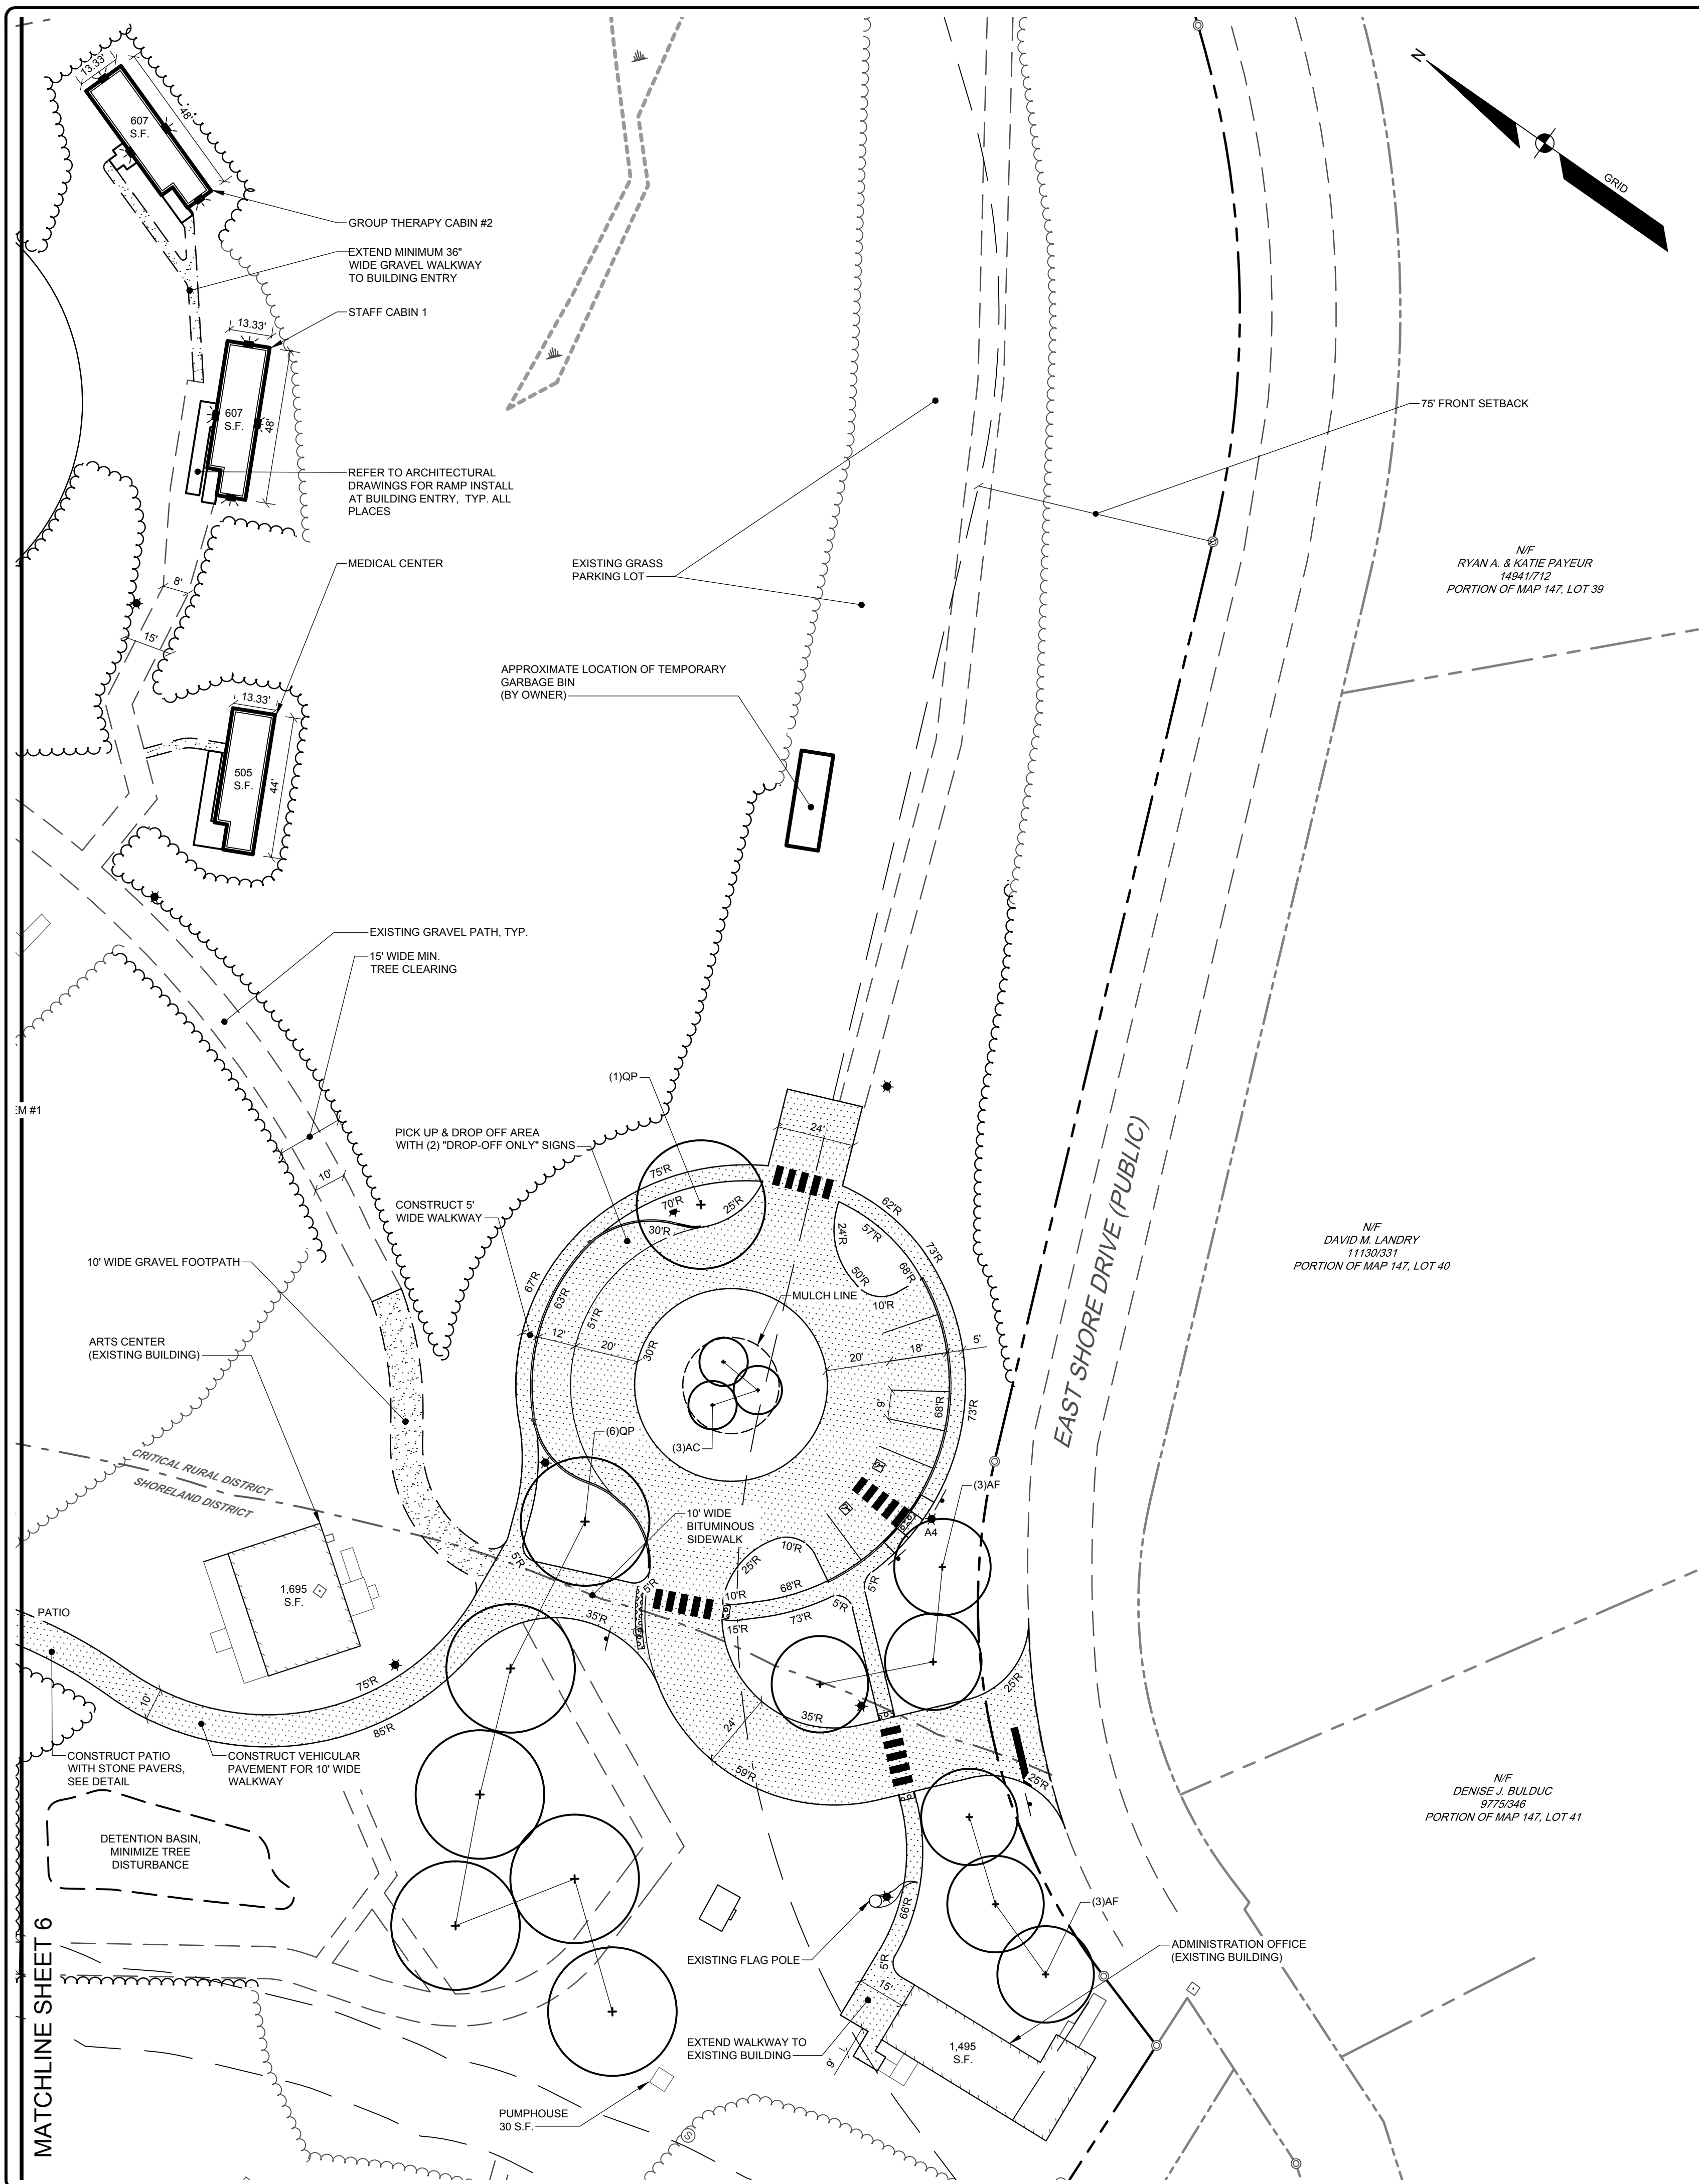 13.33'
48'
607
S.F.
GROUP THERAPY CABIN #2
EXTEND MINIMUM 36"
WIDE GRAVEL WALKWAY
TO BUILDING ENTRY
STAFF CABIN 1
13.33'
607
S.F.
48'
REFER TO ARCHITECTURAL
DRAWINGS FOR RAMP INSTALL
AT BUILDING ENTRY, TYP. ALL
PLACES
N
GRID
75' FRONT SETBACK
MEDICAL CENTER
EXISTING GRASS
PARKING LOT
N/F
RYAN A. & KATIE PAYEUR
14941/712
PORTION OF MAP 147, LOT 39
8'
15'
APPROXIMATE LOCATION OF TEMPORARY
GARBAGE BIN
(BY OWNER)
13.33'
505
S.F.
44'
EXISTING GRAVEL PATH, TYP.
15' WIDE MIN.
TREE CLEARING
(1)QP
EM #1
PICK UP & DROP OFF AREA
WITH (2) "DROP-OFF ONLY" SIGNS
24'
10'
CONSTRUCT 5'
WIDE WALKWAY
75'R
70'R
25'R
30'R
62'R
57'R
24'R
73'R
68'R
50'R
10'R
EAST SHORE DRIVE (PUBLIC)
N/F
DAVID M. LANDRY
11130/331
PORTION OF MAP 147, LOT 40
10' WIDE GRAVEL FOOTPATH
67'R
63'R
51'R
MULCH LINE
12'
20'
30'R
20'
18'
5'
ARTS CENTER
(EXISTING BUILDING)
9'
68'R
73'R
(6)QP
(3)AC
CRITICAL RURAL DISTRICT
SHORELAND DISTRICT
(3)AF
10' WIDE
BITUMINOUS
SIDEWALK
A4
5'R
10'R
25'R
5'R
68'R
10'R
5'R
5'R
73'R
15'R
35'R
1,695
S.F.
PATIO
75'R
10'
85'R
25'R
35'R
24'
59'R
25'R
CONSTRUCT PATIO
WITH STONE PAVERS,
SEE DETAIL
CONSTRUCT VEHICULAR
PAVEMENT FOR 10' WIDE
WALKWAY
N/F
DENISE J. BULDUC
9775/346
PORTION OF MAP 147, LOT 41
DETENTION BASIN,
MINIMIZE TREE
DISTURBANCE
66'R
(3)AF
MATCHLINE SHEET 6
EXISTING FLAG POLE
ADMINISTRATION OFFICE
(EXISTING BUILDING)
5'R
15'
EXTEND WALKWAY TO
EXISTING BUILDING
9'
1,495
S.F.
PUMPHOUSE
30 S.F.
S